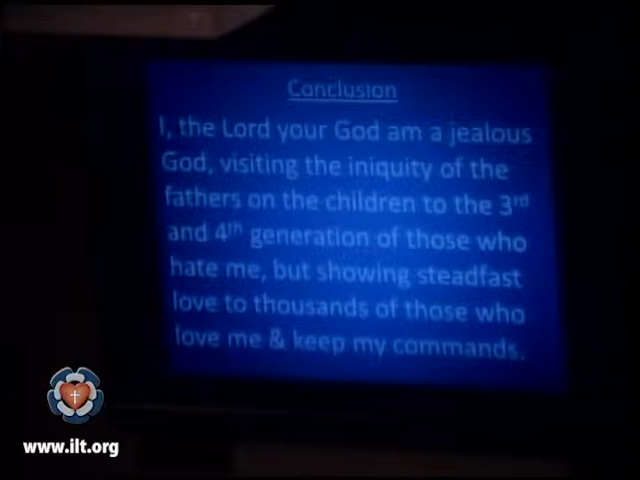 Conclusion
I, the Lord your God am a jealous
God, visiting the iniquity of the
fathers on the children to the 3rd
and 4th generation of those who
hate me, but showing steadfast
love to thousands of those who
love me & keep my commands.
www.ilt.org